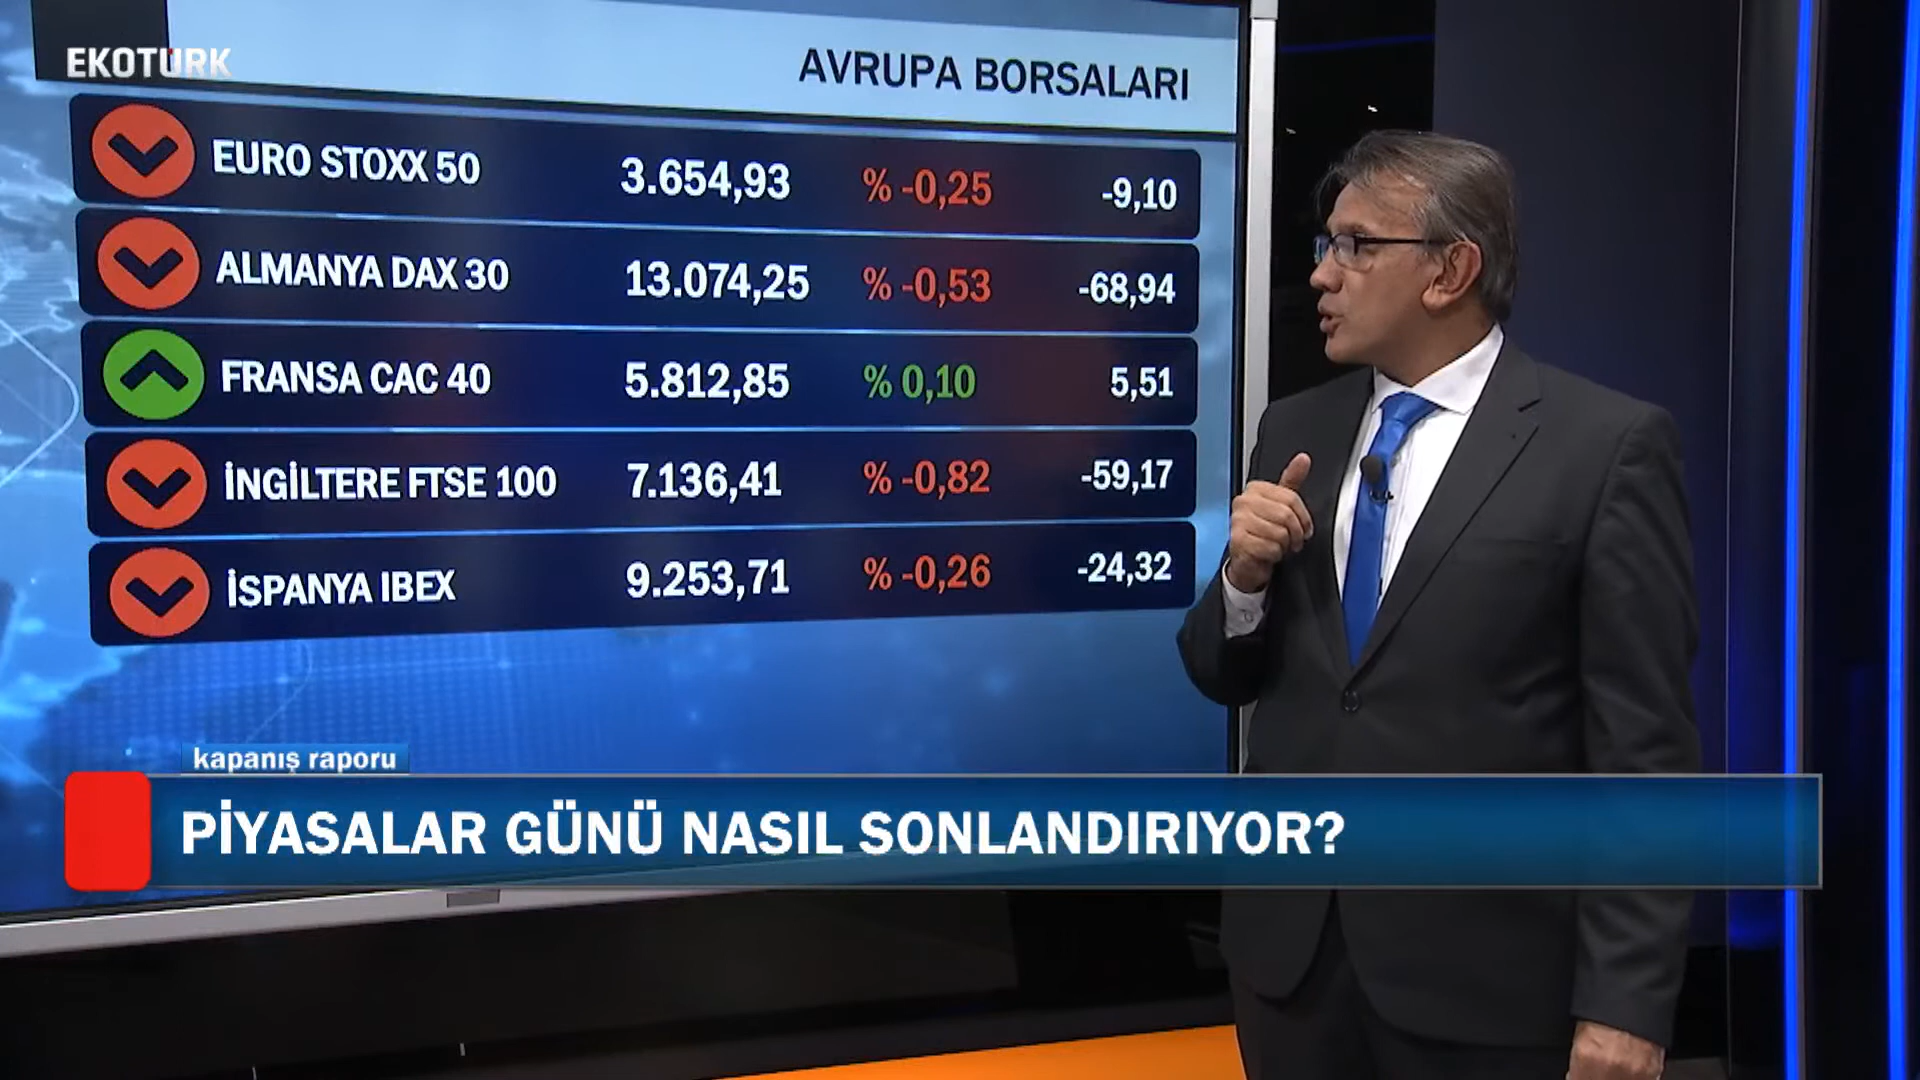 EKOTÜRK
AVRUPA BORSALARI
EURO STOXX 50 3.654,93 % -0,25 -9,10
ALMANYA DAX 30 13.074,25 % -0,53 -68,94
FRANSA CAC 40 5.812,85 % 0,10 5,51
İNGİLTERE FTSE 100 7.136,41 % -0,82 -59,17
İSPANYA IBEX 9.253,71 % -0,26 -24,32
kapanış raporu
PİYASALAR GÜNÜ NASIL SONLANDIRIYOR?